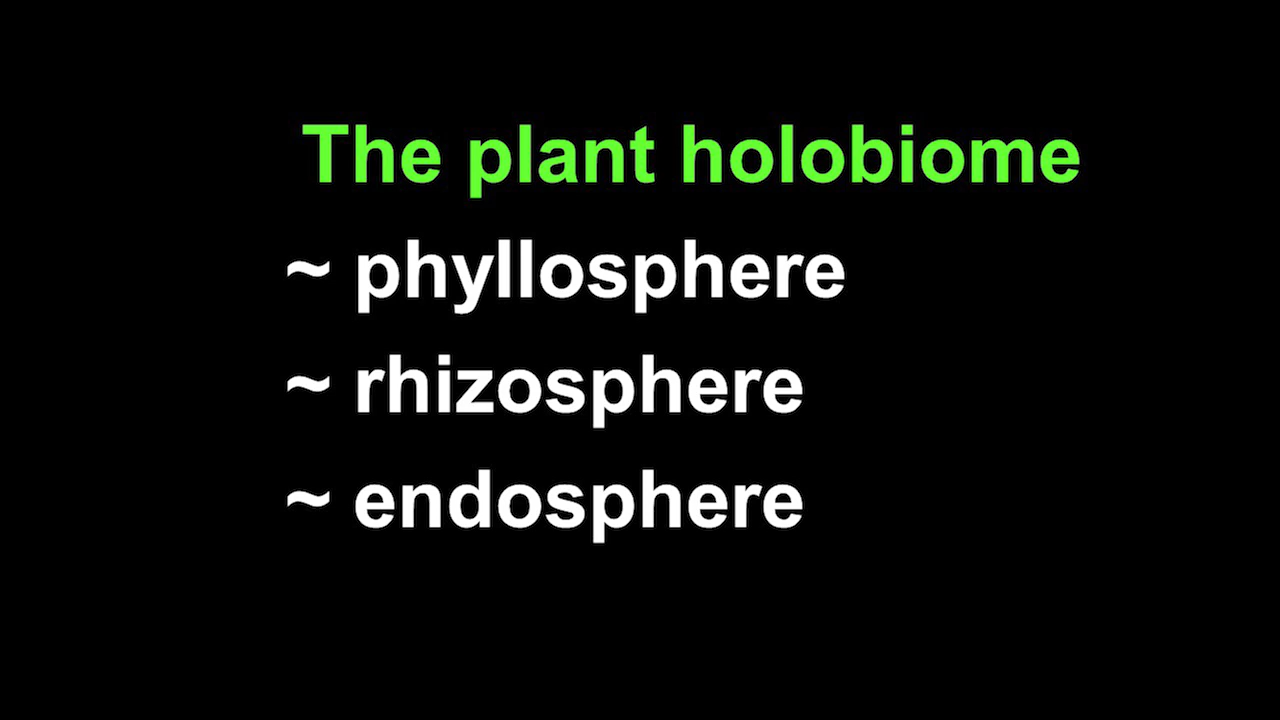 The plant holobiome
~ phyllosphere
~ rhizosphere
~ endosphere